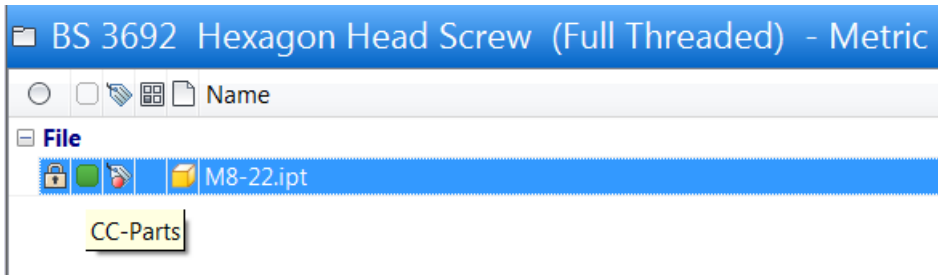 BS 3692  Hexagon Head Screw  (Full Threaded)  - Metric
Name
File
M8-22.ipt
CC-Parts